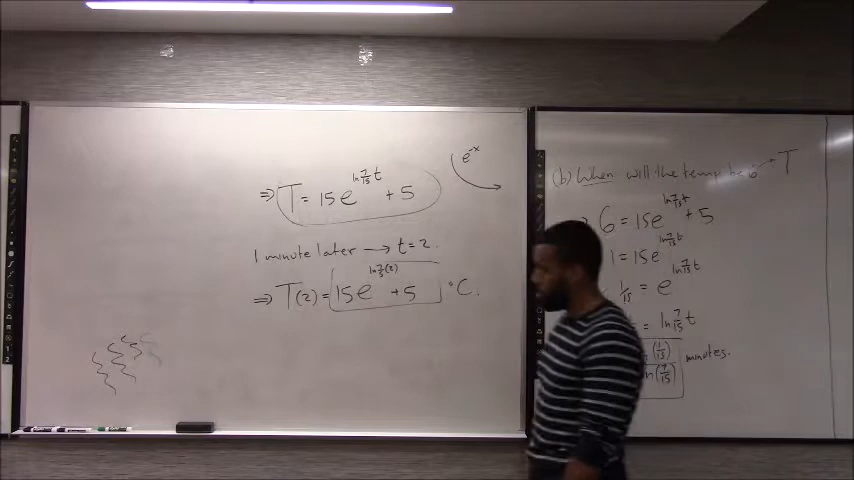 ⇒ T = 15e^{ln 7/15 t} + 5
e^{-x}
1 minute later → t = 2.
⇒ T(2) = 15e^{ln 7/15 (2)} + 5 °C.
(b) When will the temp be 6 → T
6 = 15e^{ln 7/15 t} + 5
1 = 15e^{ln 7/15 t}
1/15 = e^{ln 7/15 t}
= ln 7/15 t
(1/15) / (7/15) minutes.